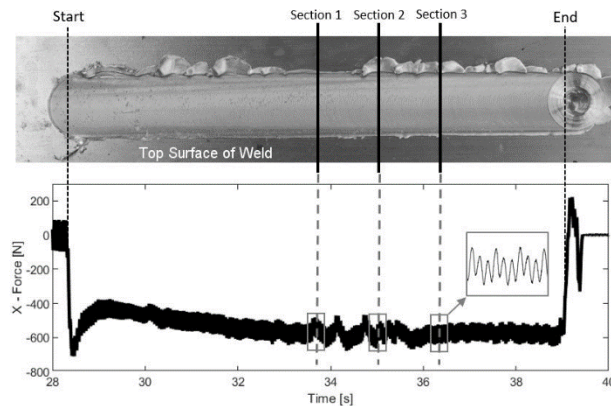 Start
Section 1
Section 2
Section 3
End
Top Surface of Weld
X - Force [N]
200
0
-200
-400
-600
-800
28
30
32
34
36
38
40
Time [s]